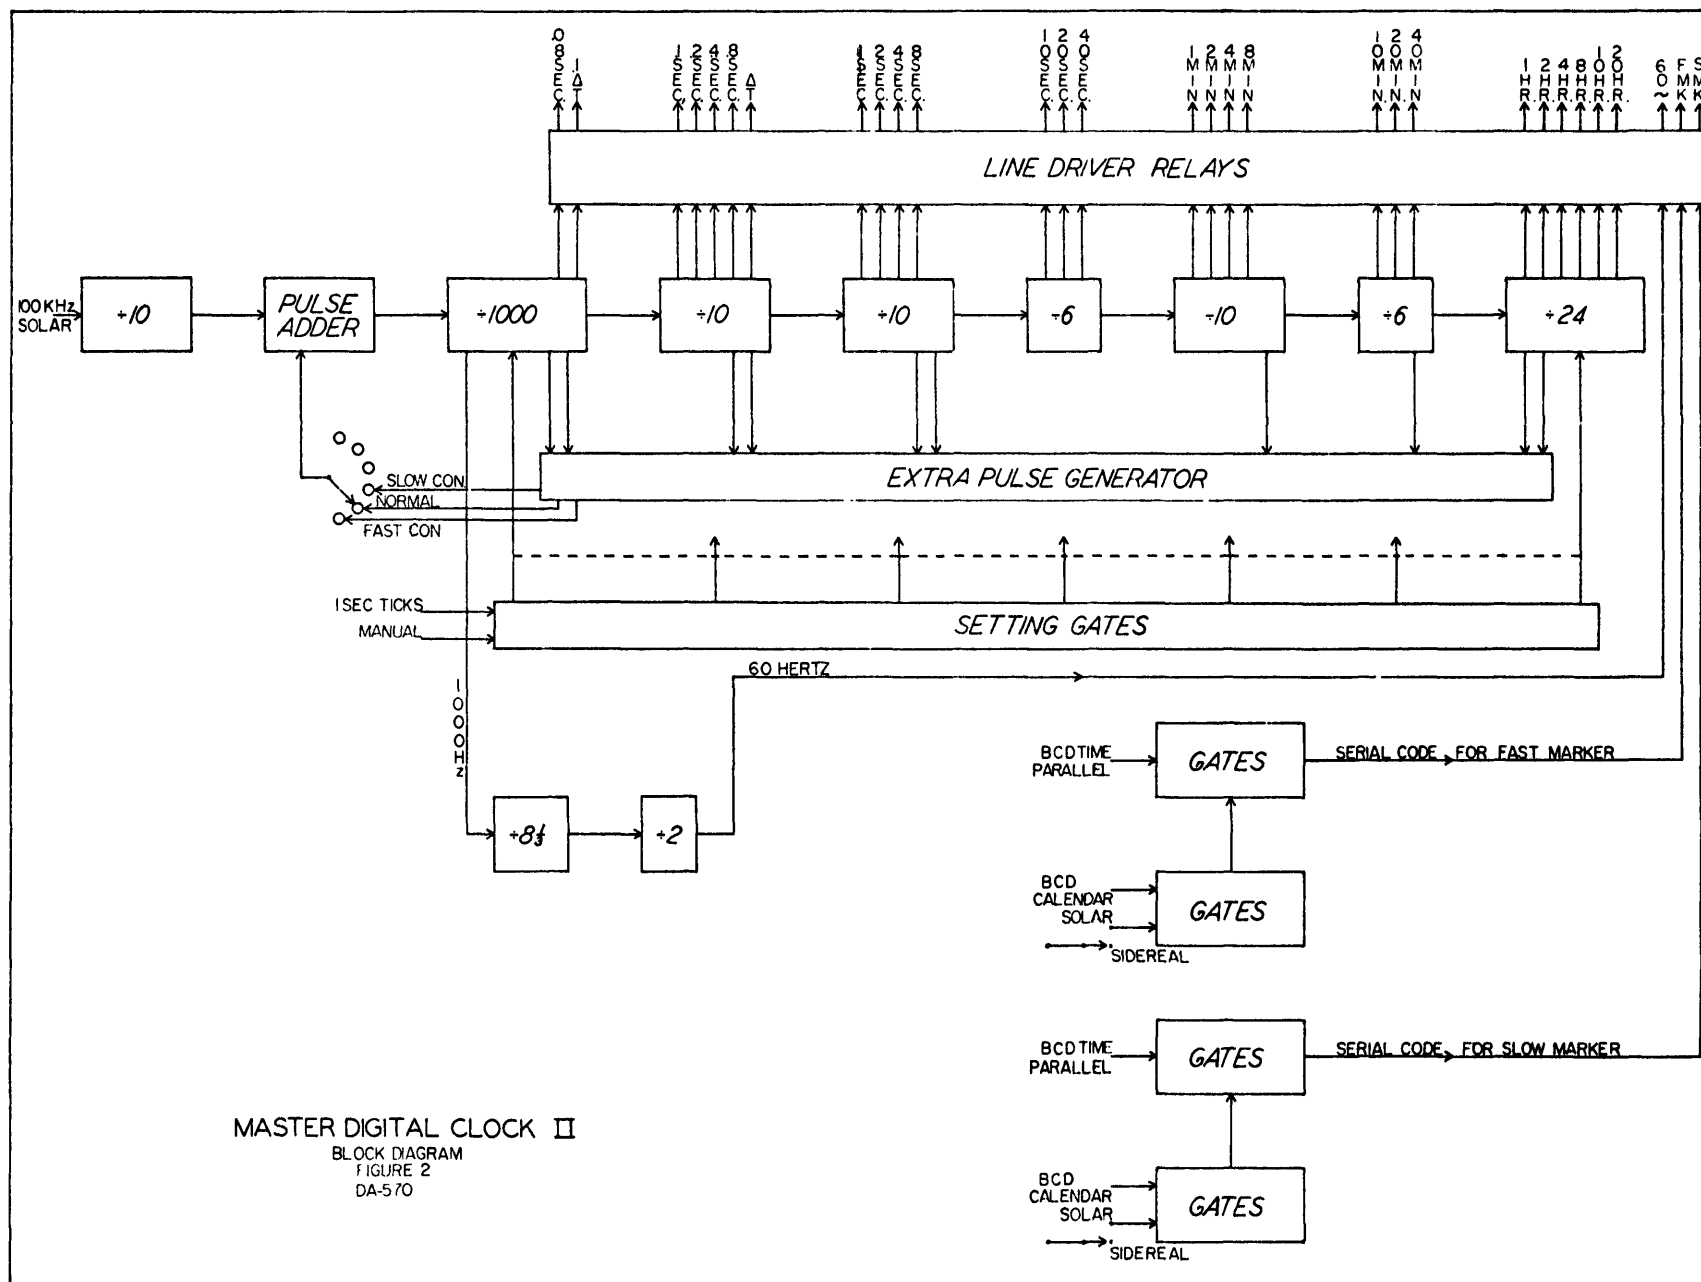 .08 SEC.
.1ΔT
.1 SEC.
.2 SEC.
.4 SEC.
.8 SEC.
ΔT
1 SEC.
2 SEC.
4 SEC.
8 SEC.
10 SEC.
20 SEC.
40 SEC.
1 MIN.
2 MIN.
4 MIN.
8 MIN.
10 MIN.
20 MIN.
40 MIN.
1 HR.
2 HR.
4 HR.
8 HR.
10 HR.
20 HR.
60~
FMK
SMK
LINE DRIVER RELAYS
100 KHz
SOLAR
÷10
PULSE
ADDER
÷1000
÷10
÷10
÷6
÷10
÷6
÷24
EXTRA PULSE GENERATOR
SLOW CON.
NORMAL
FAST CON
1 SEC TICKS
MANUAL
SETTING GATES
60 HERTZ
1000Hz
÷8⅓
÷2
BCD TIME
PARALLEL
GATES
SERIAL CODE FOR FAST MARKER
BCD
CALENDAR
SOLAR
GATES
SIDEREAL
BCD TIME
PARALLEL
GATES
SERIAL CODE FOR SLOW MARKER
BCD
CALENDAR
SOLAR
GATES
SIDEREAL
MASTER DIGITAL CLOCK II
BLOCK DIAGRAM
FIGURE 2
DA-570